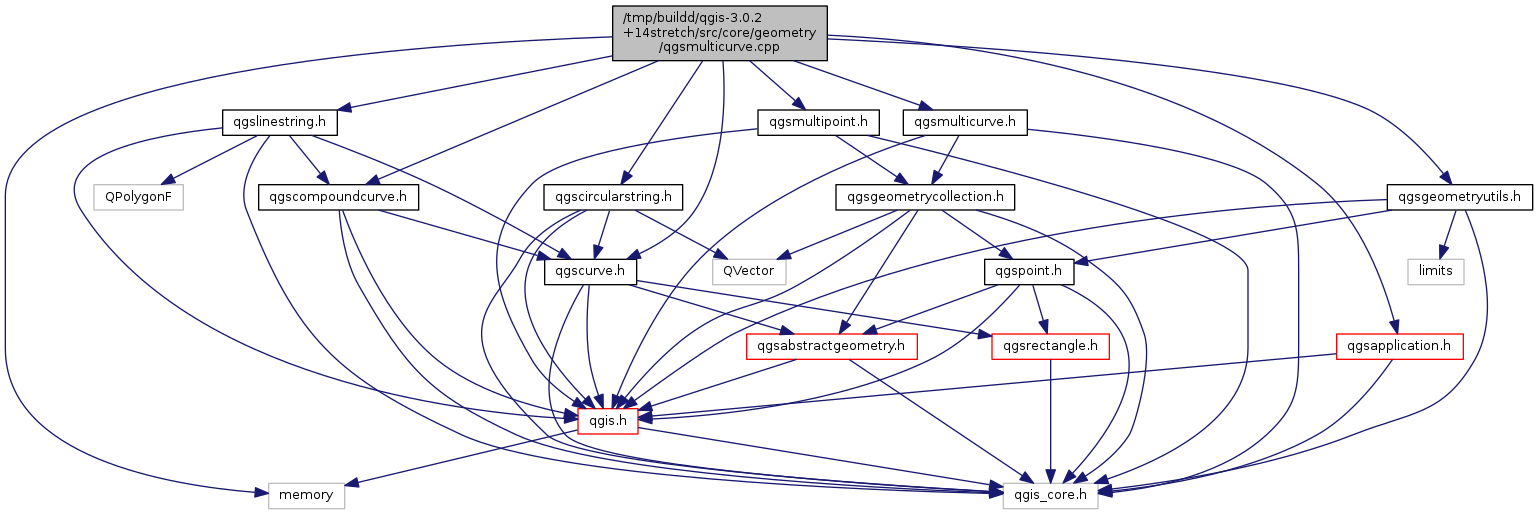 /tmp/buildd/qgis-3.0.2
+14stretch/src/core/geometry
/qgsmulticurve.cpp
qgslinestring.h
qgsmultipoint.h
qgsmulticurve.h
QPolygonF
qgscompoundcurve.h
qgscircularstring.h
qgsgeometrycollection.h
qgsgeometryutils.h
qgscurve.h
QVector
qgspoint.h
limits
qgsabstractgeometry.h
qgsrectangle.h
qgsapplication.h
qgis.h
memory
qgis_core.h